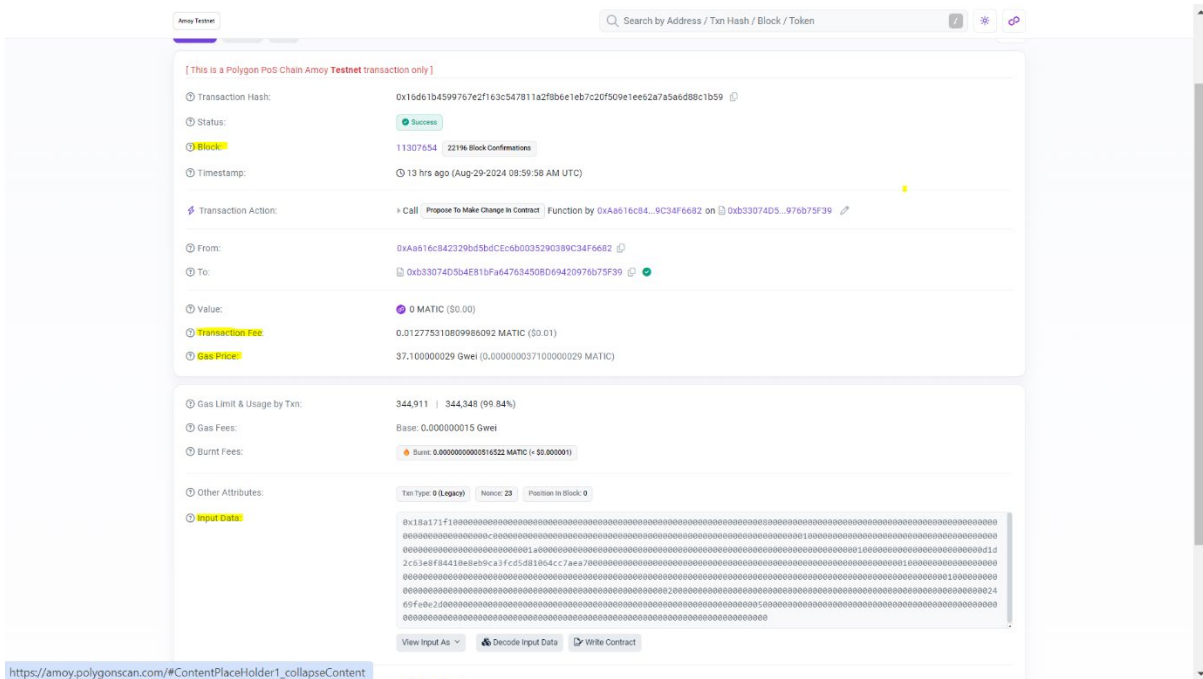 Amoy Testnet
Search by Address / Txn Hash / Block / Token
/
[ This is a Polygon PoS Chain Amoy Testnet transaction only ]
Transaction Hash: 0x16d61b4599767e2f163c547811a2f8b6e1eb7c20f509e1ee62a7a5a6d88c1b59
Status: Success
Block: 11307654 22196 Block Confirmations
Timestamp: 13 hrs ago (Aug-29-2024 08:59:58 AM UTC)
Transaction Action: Call Propose To Make Change In Contract Function by 0xAa616c84...9C34F6682 on 0xb33074D5...976b75F39
From: 0xAa616c842329bd5bdCEc6b0035290389C34F6682
To: 0xb33074D5b4E81bFa64763450BD69420976b75F39
Value: 0 MATIC ($0.00)
Transaction Fee: 0.012775310809986092 MATIC ($0.01)
Gas Price: 37.100000029 Gwei (0.000000037100000029 MATIC)
Gas Limit & Usage by Txn: 344,911 | 344,348 (99.84%)
Gas Fees: Base: 0.000000015 Gwei
Burnt Fees: Burnt: 0.00000000000516522 MATIC (< $0.000001)
Other Attributes: Txn Type: 0 (Legacy) Nonce: 23 Position In Block: 0
Input Data:
View Input As Decode Input Data Write Contract
https://amoy.polygonscan.com/#ContentPlaceHolder1_collapseContent